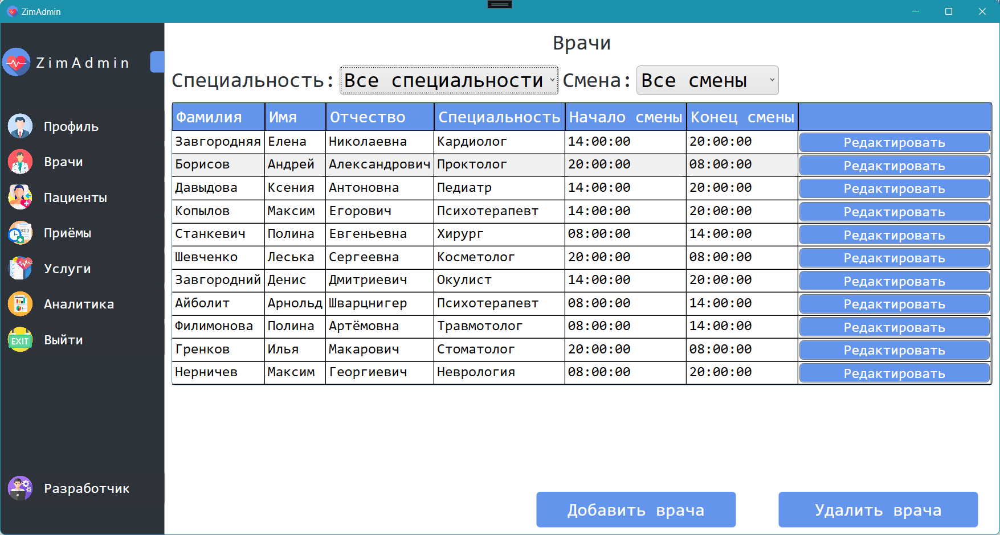 ZimAdmin
ZimAdmin
Профиль
Врачи
Пациенты
Приёмы
Услуги
Аналитика
EXIT Выйти
Разработчик
Врачи
Специальность: Все специальности Смена: Все смены
Фамилия Имя Отчество Специальность Начало смены Конец смены
Завгородняя Елена Николаевна Кардиолог 14:00:00 20:00:00 Редактировать
Борисов Андрей Александрович Проктолог 20:00:00 08:00:00 Редактировать
Давыдова Ксения Антоновна Педиатр 14:00:00 20:00:00 Редактировать
Копылов Максим Егорович Психотерапевт 14:00:00 20:00:00 Редактировать
Станкевич Полина Евгеньевна Хирург 08:00:00 14:00:00 Редактировать
Шевченко Леська Сергеевна Косметолог 20:00:00 08:00:00 Редактировать
Завгородний Денис Дмитриевич Окулист 14:00:00 20:00:00 Редактировать
Айболит Арнольд Шварцнигер Психотерапевт 08:00:00 14:00:00 Редактировать
Филимонова Полина Артёмовна Травмотолог 08:00:00 14:00:00 Редактировать
Гренков Илья Макарович Стоматолог 20:00:00 08:00:00 Редактировать
Нерничев Максим Георгиевич Неврология 08:00:00 20:00:00 Редактировать
Добавить врача Удалить врача